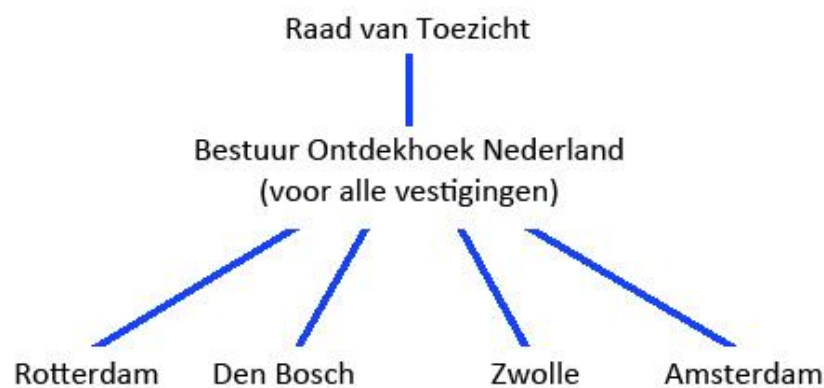 Raad van Toezicht
Bestuur Ontdekhoek Nederland
(voor alle vestigingen)
Rotterdam Den Bosch Zwolle Amsterdam